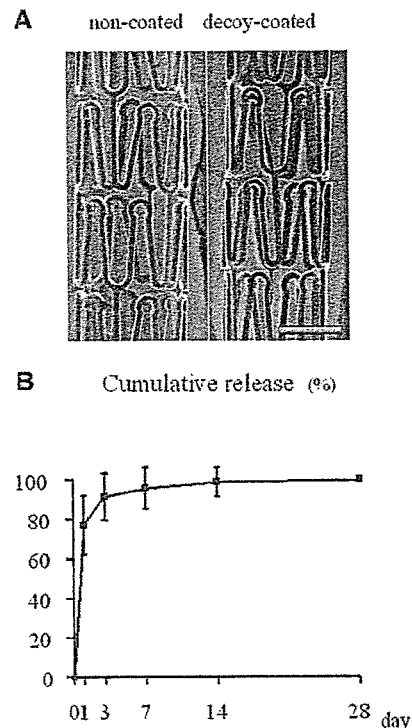 A non-coated decoy-coated
B Cumulative release (%)
100
80
60
40
20
0
01 3 7 14 28 day